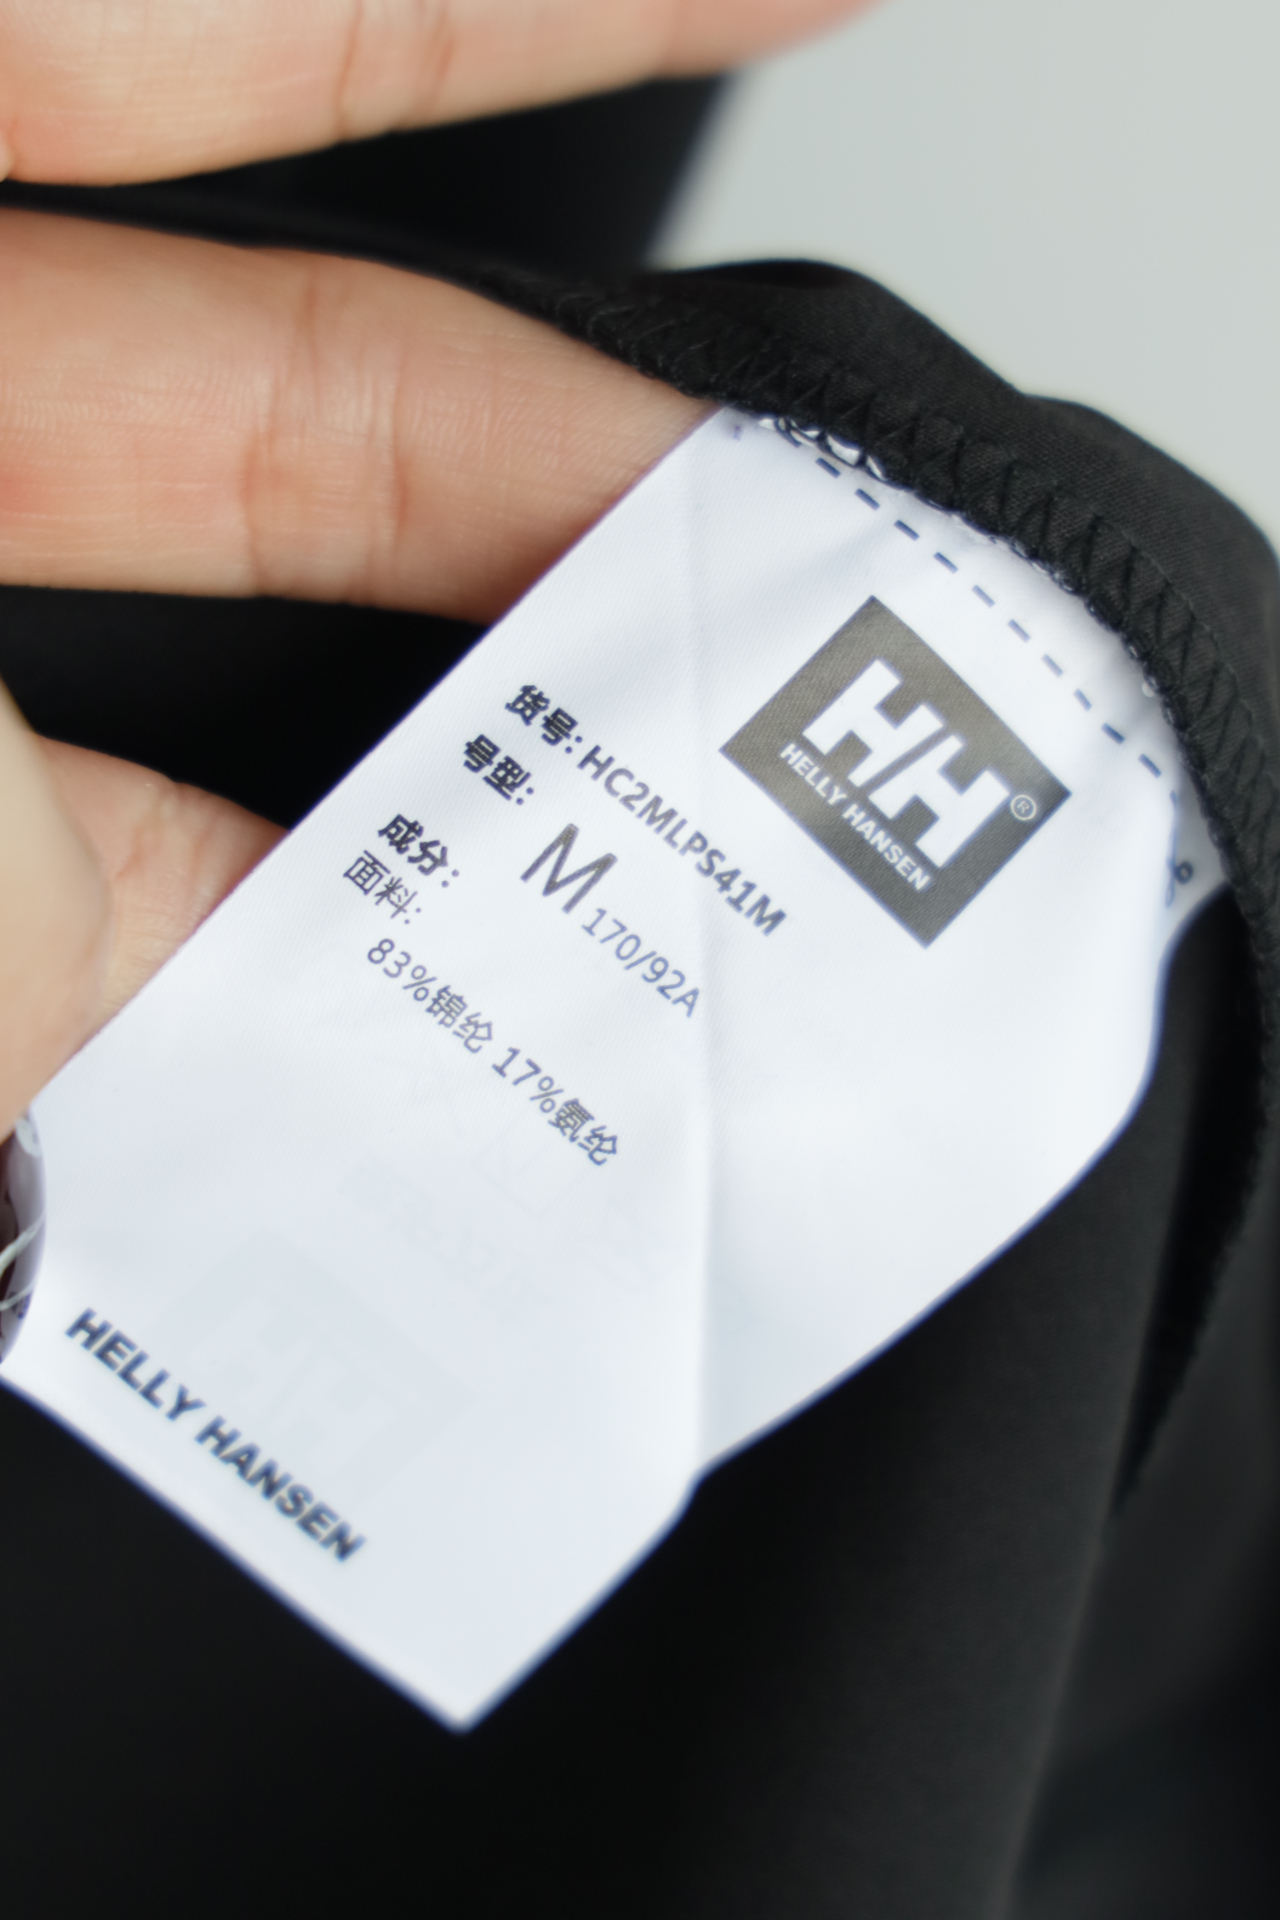 HH®
HELLY HANSEN
货号: HC2MLPS41M
号型: M 170/92A
成分:
面料:
83%锦纶 17%氨纶
HELLY HANSEN